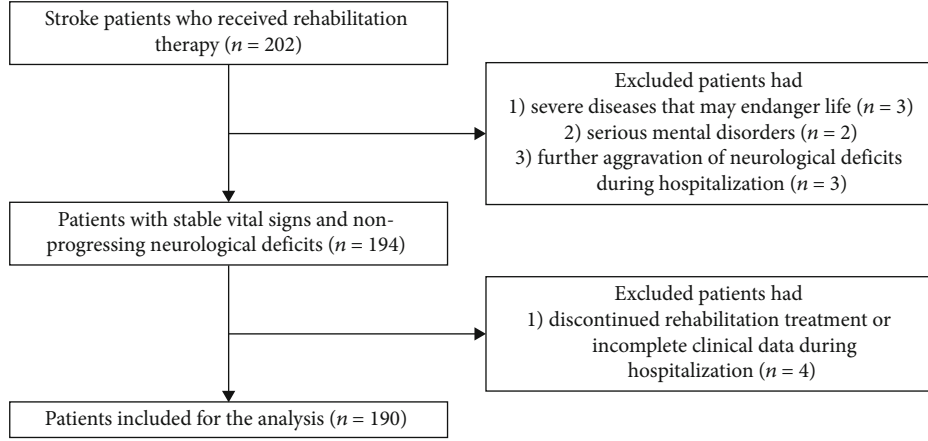 Stroke patients who received rehabilitation
therapy (n = 202)
Excluded patients had
1) severe diseases that may endanger life (n = 3)
2) serious mental disorders (n = 2)
3) further aggravation of neurological deficits
during hospitalization (n = 3)
Patients with stable vital signs and non-
progressing neurological deficits (n = 194)
Excluded patients had
1) discontinued rehabilitation treatment or
incomplete clinical data during
hospitalization (n = 4)
Patients included for the analysis (n = 190)